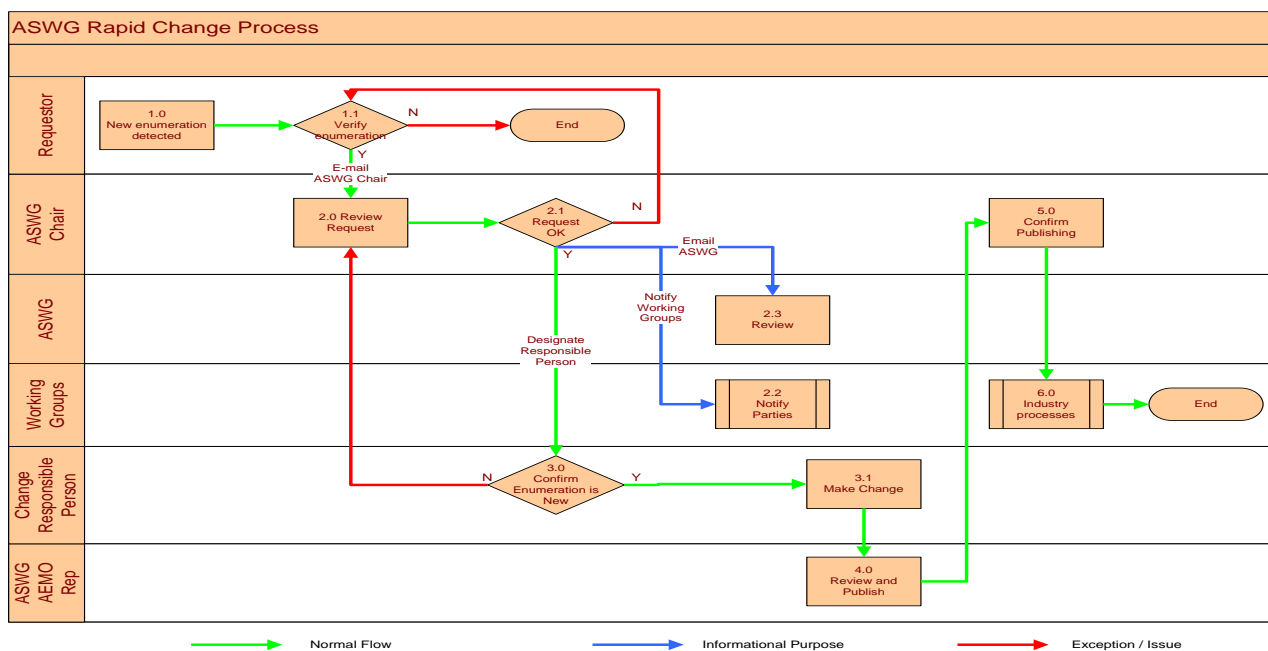 ASWG Rapid Change Process
Requestor
1.0
New enumeration
detected
1.1
Verify
enumeration
N
End
Y
E-mail
ASWG Chair
ASWG
Chair
2.0 Review
Request
2.1
Request
OK
N
Y
Email
ASWG
5.0
Confirm
Publishing
ASWG
Notify
Working
Groups
2.3
Review
Designate
Responsible
Person
Working
Groups
2.2
Notify
Parties
6.0
Industry
processes
End
Change
Responsible
Person
N
3.0
Confirm
Enumeration is
New
Y
3.1
Make Change
ASWG
AEMO
Rep
4.0
Review and
Publish
Normal Flow
Informational Purpose
Exception / Issue